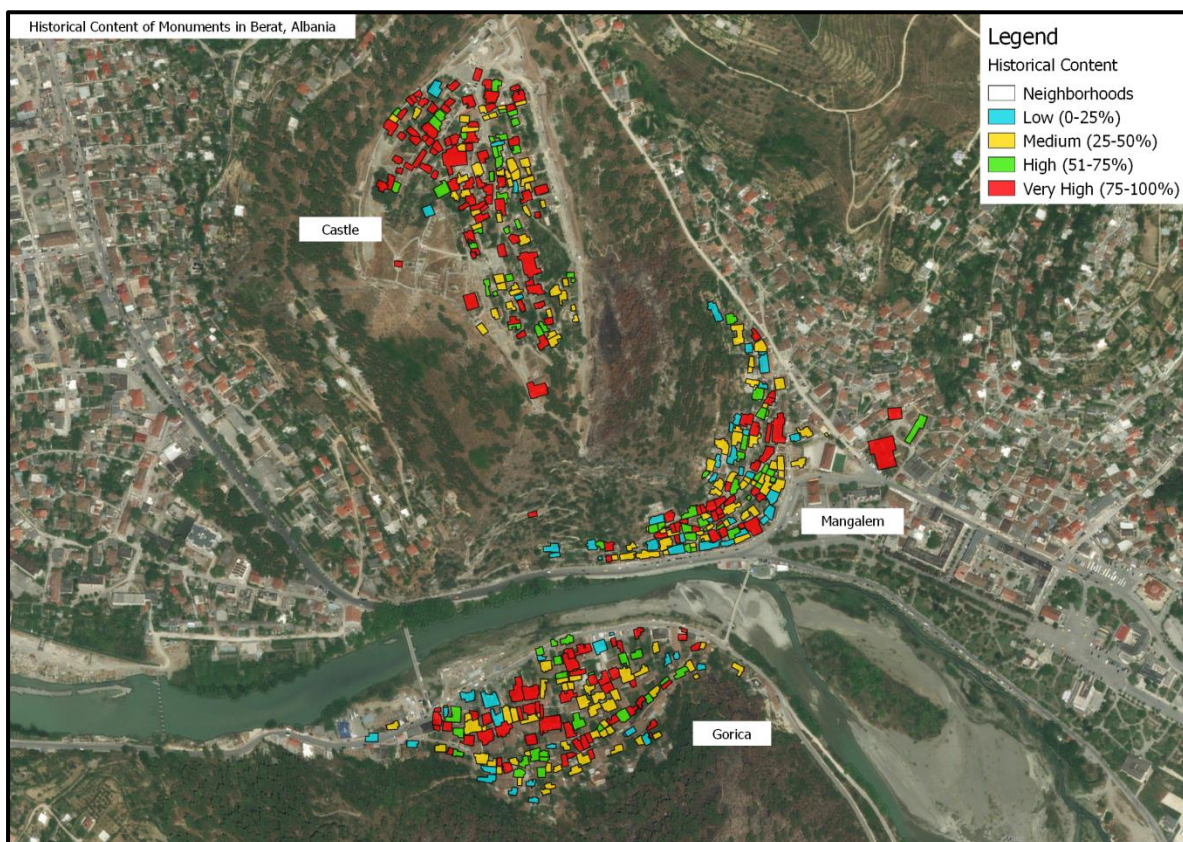 Historical Content of Monuments in Berat, Albania
Legend
Historical Content
Neighborhoods
Low (0-25%)
Medium (25-50%)
High (51-75%)
Very High (75-100%)
Castle
Mangalem
Gorica